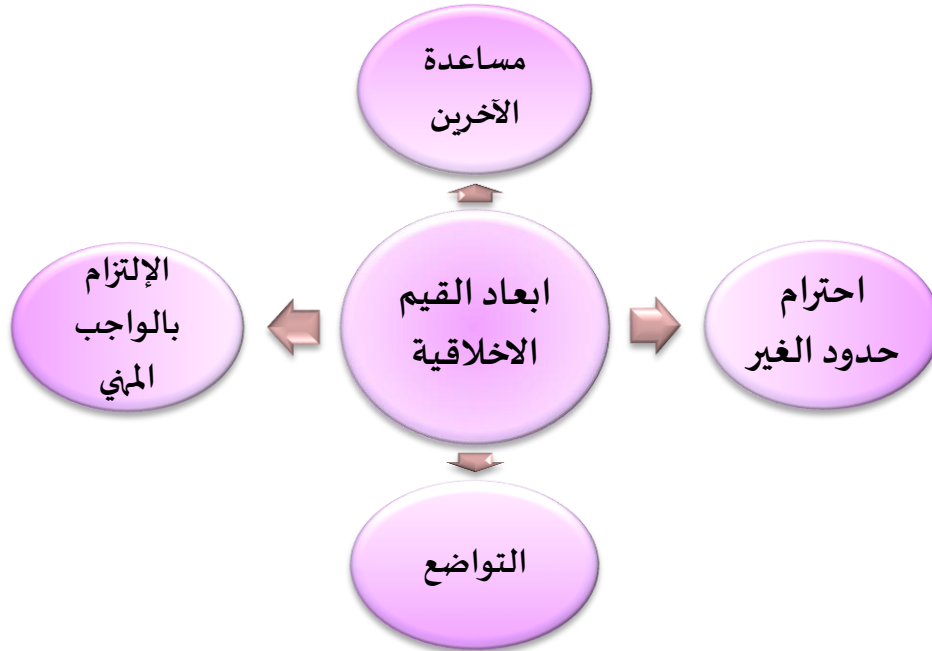 مساعدة
الآخرين
ابعاد القيم
الاخلاقية
احترام
حدود الغير
الإلتزام
بالواجب
المهني
التواضع